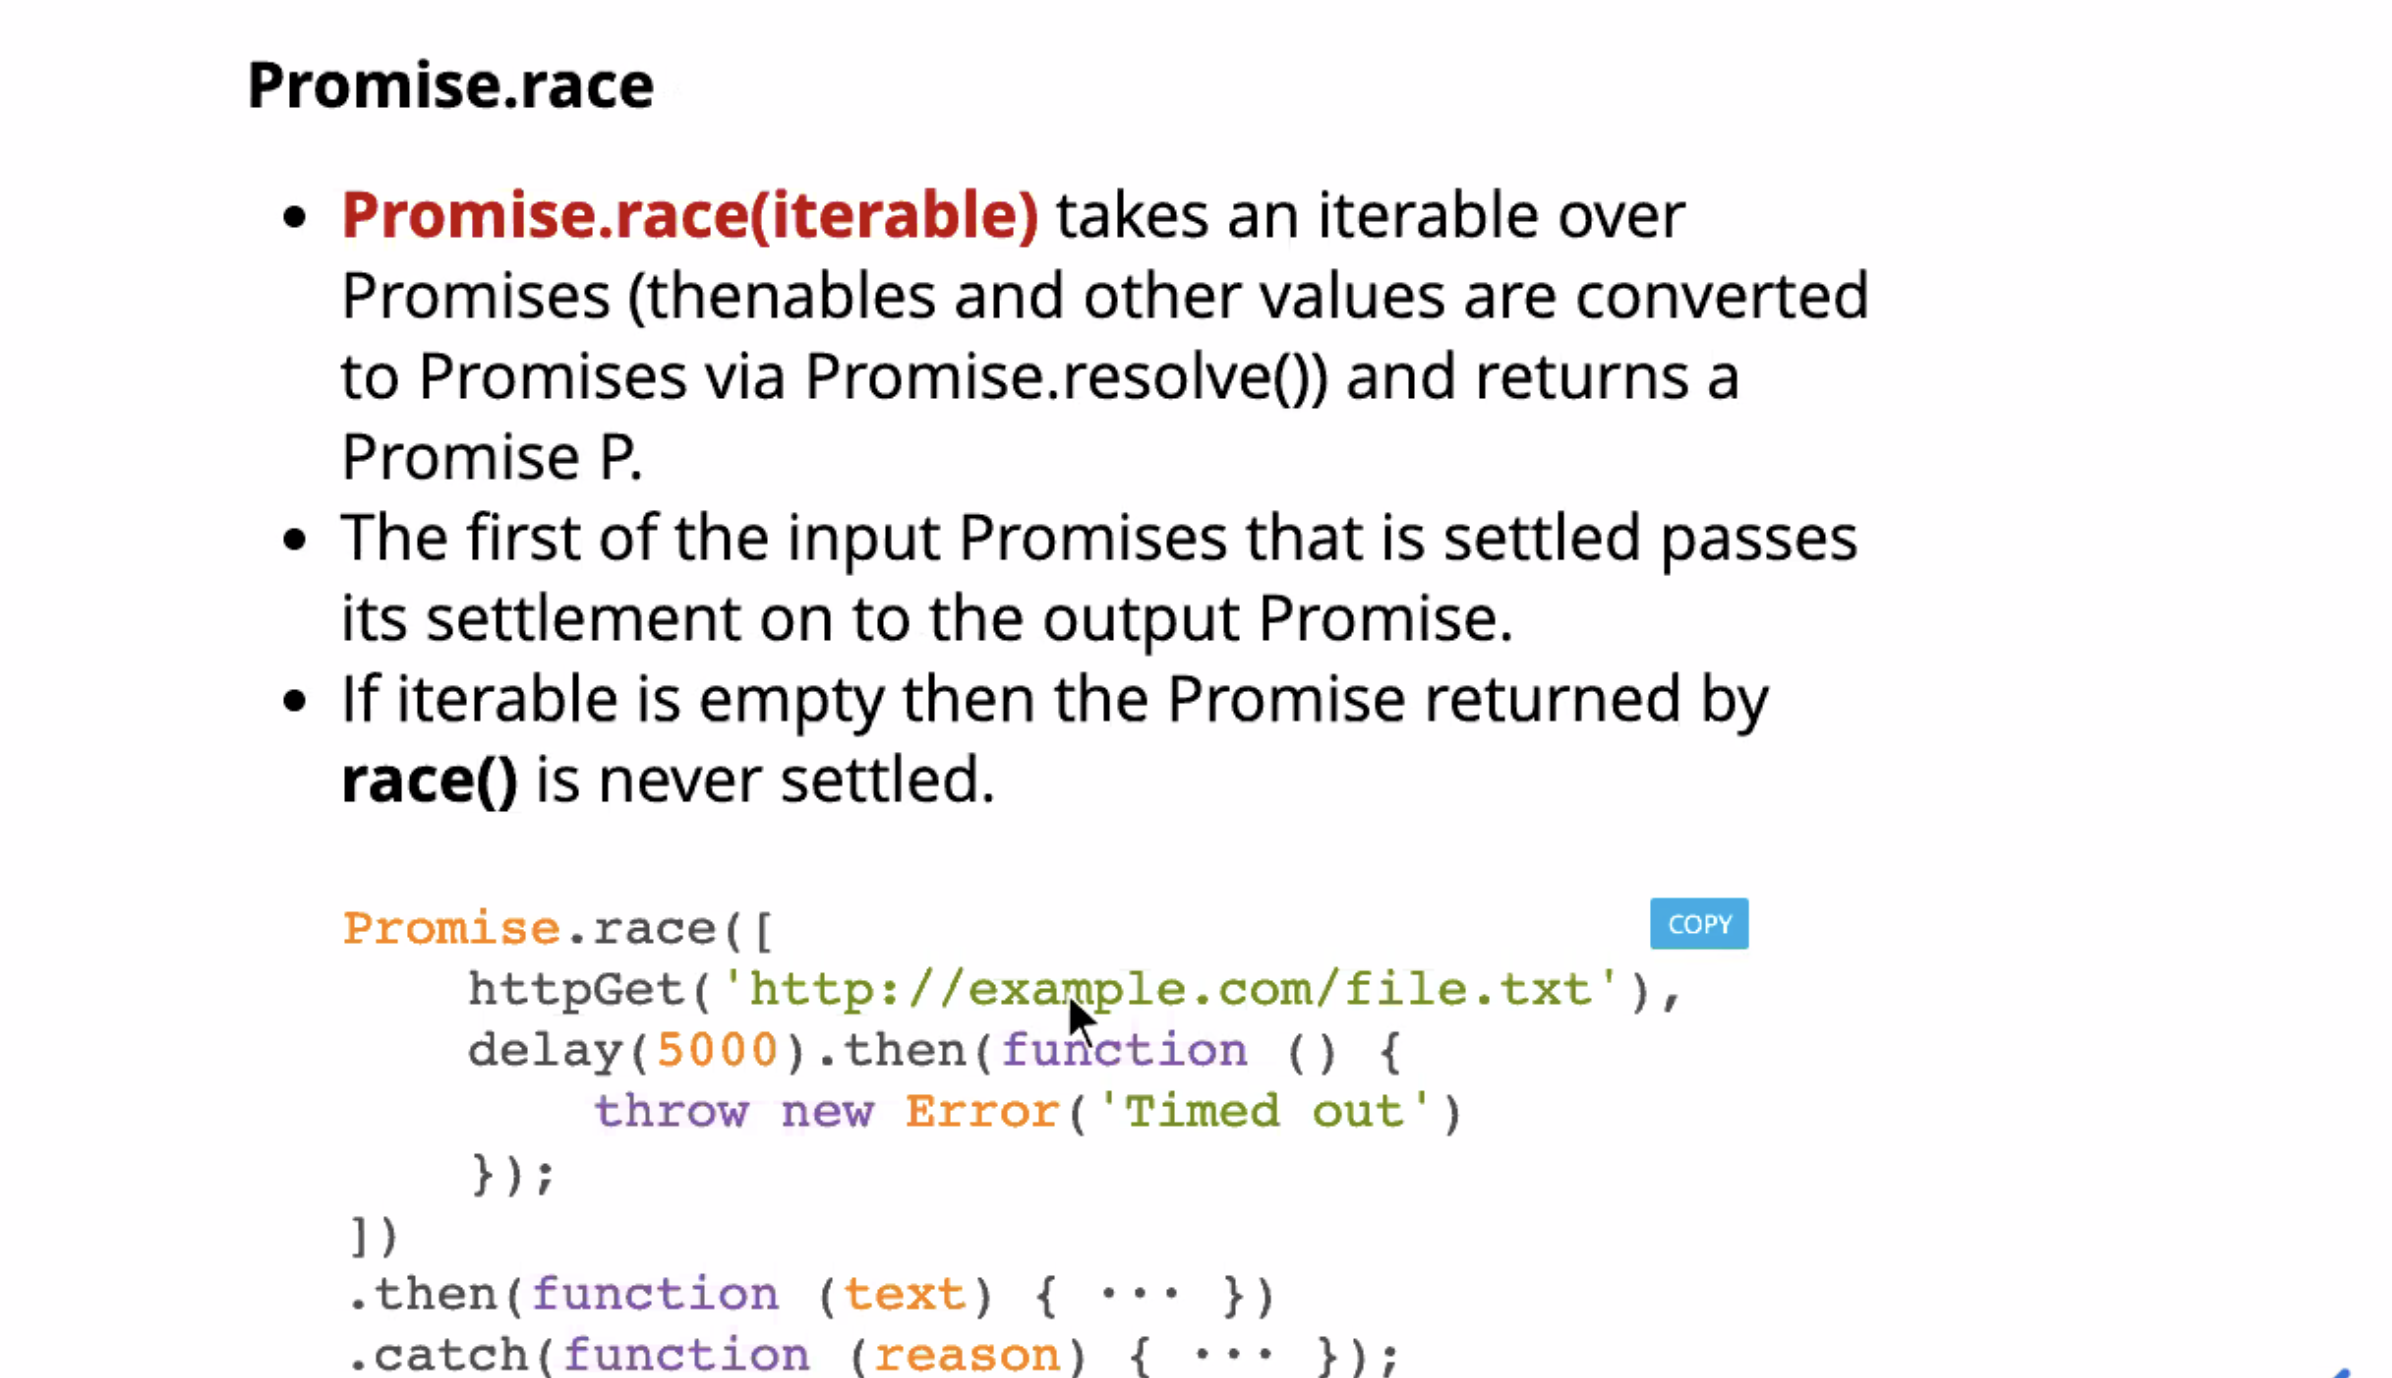 Promise.race
• Promise.race(iterable) takes an iterable over
Promises (thenables and other values are converted
to Promises via Promise.resolve()) and returns a
Promise P.
• The first of the input Promises that is settled passes
its settlement on to the output Promise.
• If iterable is empty then the Promise returned by
race() is never settled.
COPY
Promise.race([
    httpGet('http://example.com/file.txt'),
    delay(5000).then(function () {
        throw new Error('Timed out')
    });
])
.then(function (text) { ··· })
.catch(function (reason) { ··· });